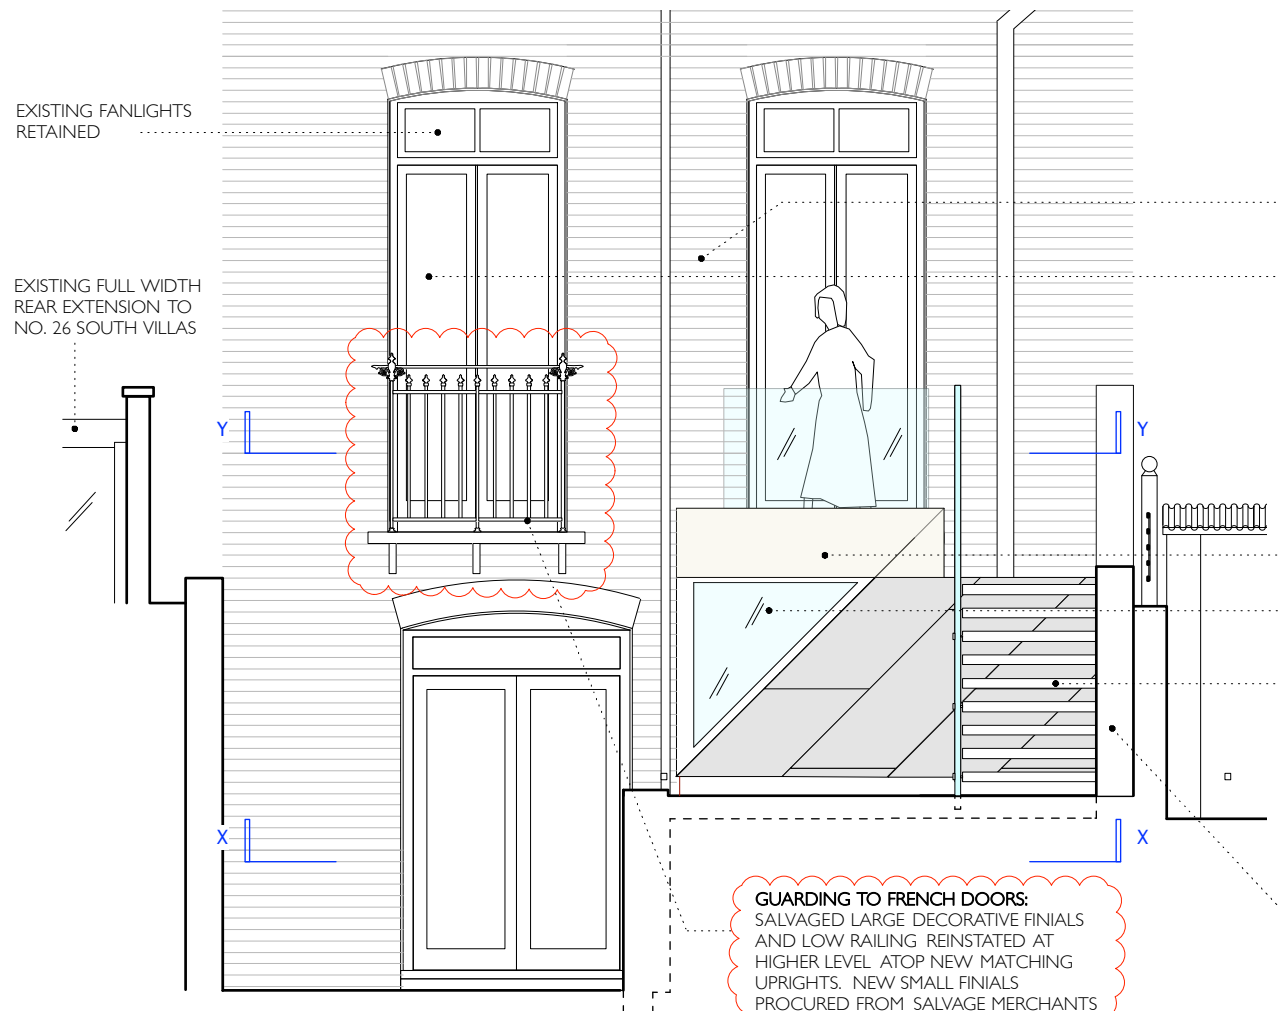 EXISTING FANLIGHTS
RETAINED
EXISTING FULL WIDTH
REAR EXTENSION TO
NO. 26 SOUTH VILLAS
Y
Y
X
X
GUARDING TO FRENCH DOORS:
SALVAGED LARGE DECORATIVE FINIALS
AND LOW RAILING REINSTATED AT
HIGHER LEVEL ATOP NEW MATCHING
UPRIGHTS. NEW SMALL FINIALS
PROCURED FROM SALVAGE MERCHANTS